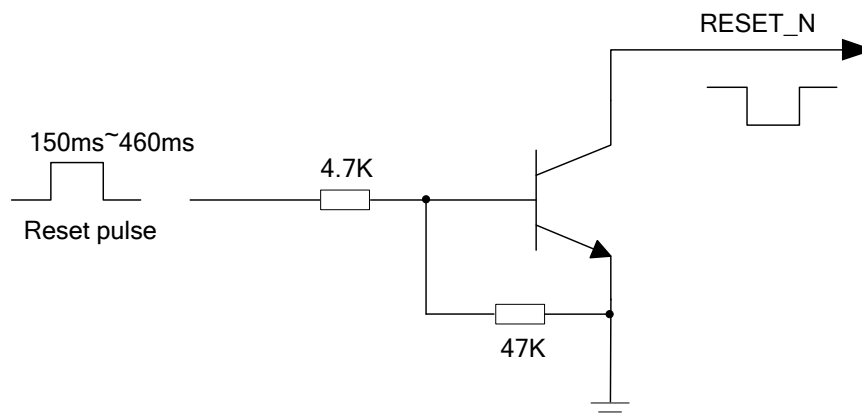 RESET_N
150ms~460ms
4.7K
Reset pulse
47K